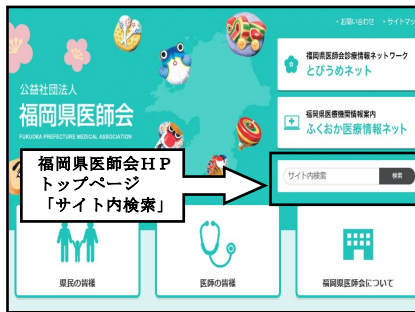 ・お問い合わせ ・サイトマッ
福岡県医師会診療情報ネットワーク
とびうめネット
公益社団法人
福岡県医師会
FUKUOKA PREFECTURE MEDICAL ASSOCIATION
福岡県医療機関情報案内
ふくおか医療情報ネット
福岡県医師会HP
トップページ
「サイト内検索」
サイト内検索 検索
県民の皆様
医師の皆様
福岡県医師会について